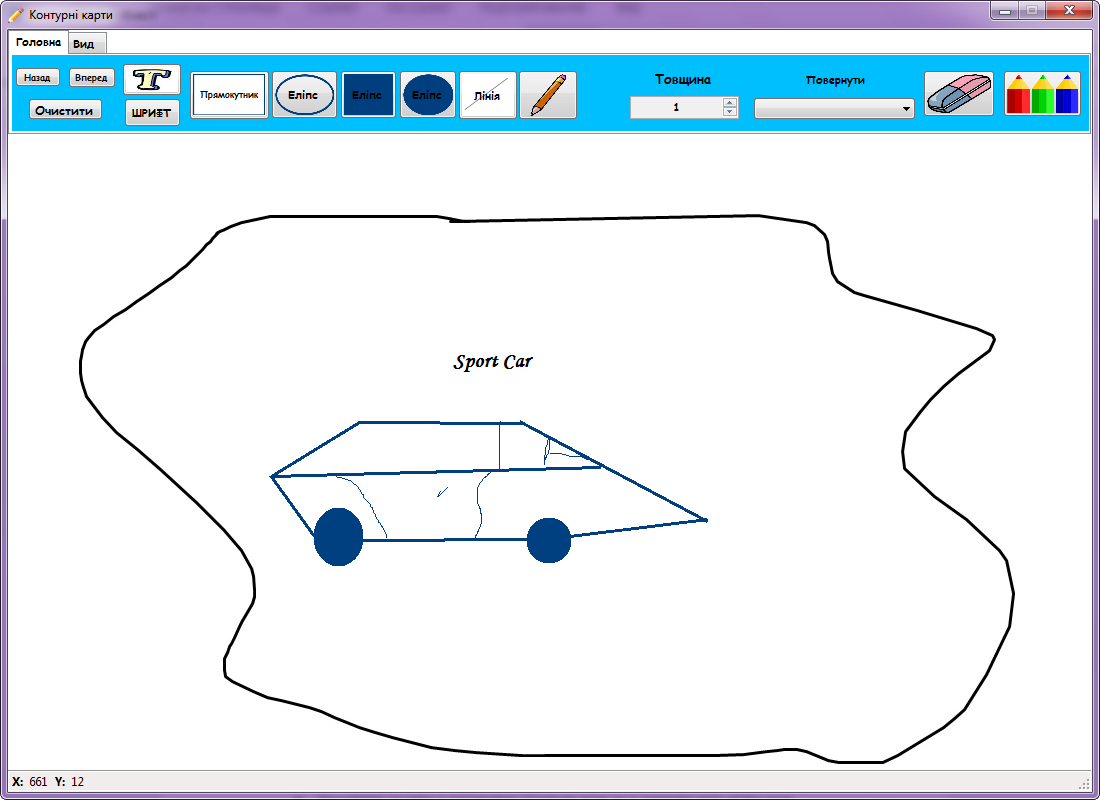 Контурні карти
Головна
Вид
Назад
Вперед
Очистити
T
ШРИФТ
Прямокутник
Еліпс
Еліпс
Еліпс
Лінія
Товщина
1
Повернути
Sport Car
X: 661 Y: 12